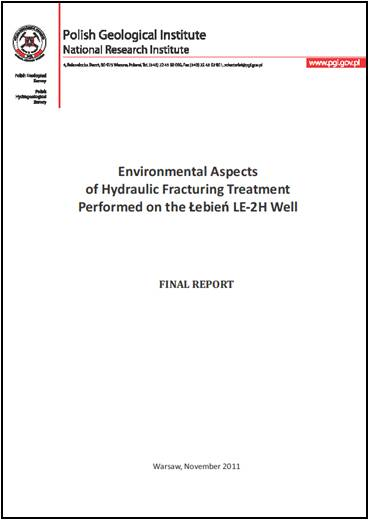 Polish Geological Institute
National Research Institute
www.pgi.gov.pl
Polish Geological
Survey
Polish
Hydrogeological
Survey
Environmental Aspects
of Hydraulic Fracturing Treatment
Performed on the Łebień LE-2H Well
FINAL REPORT
Warsaw, November 2011